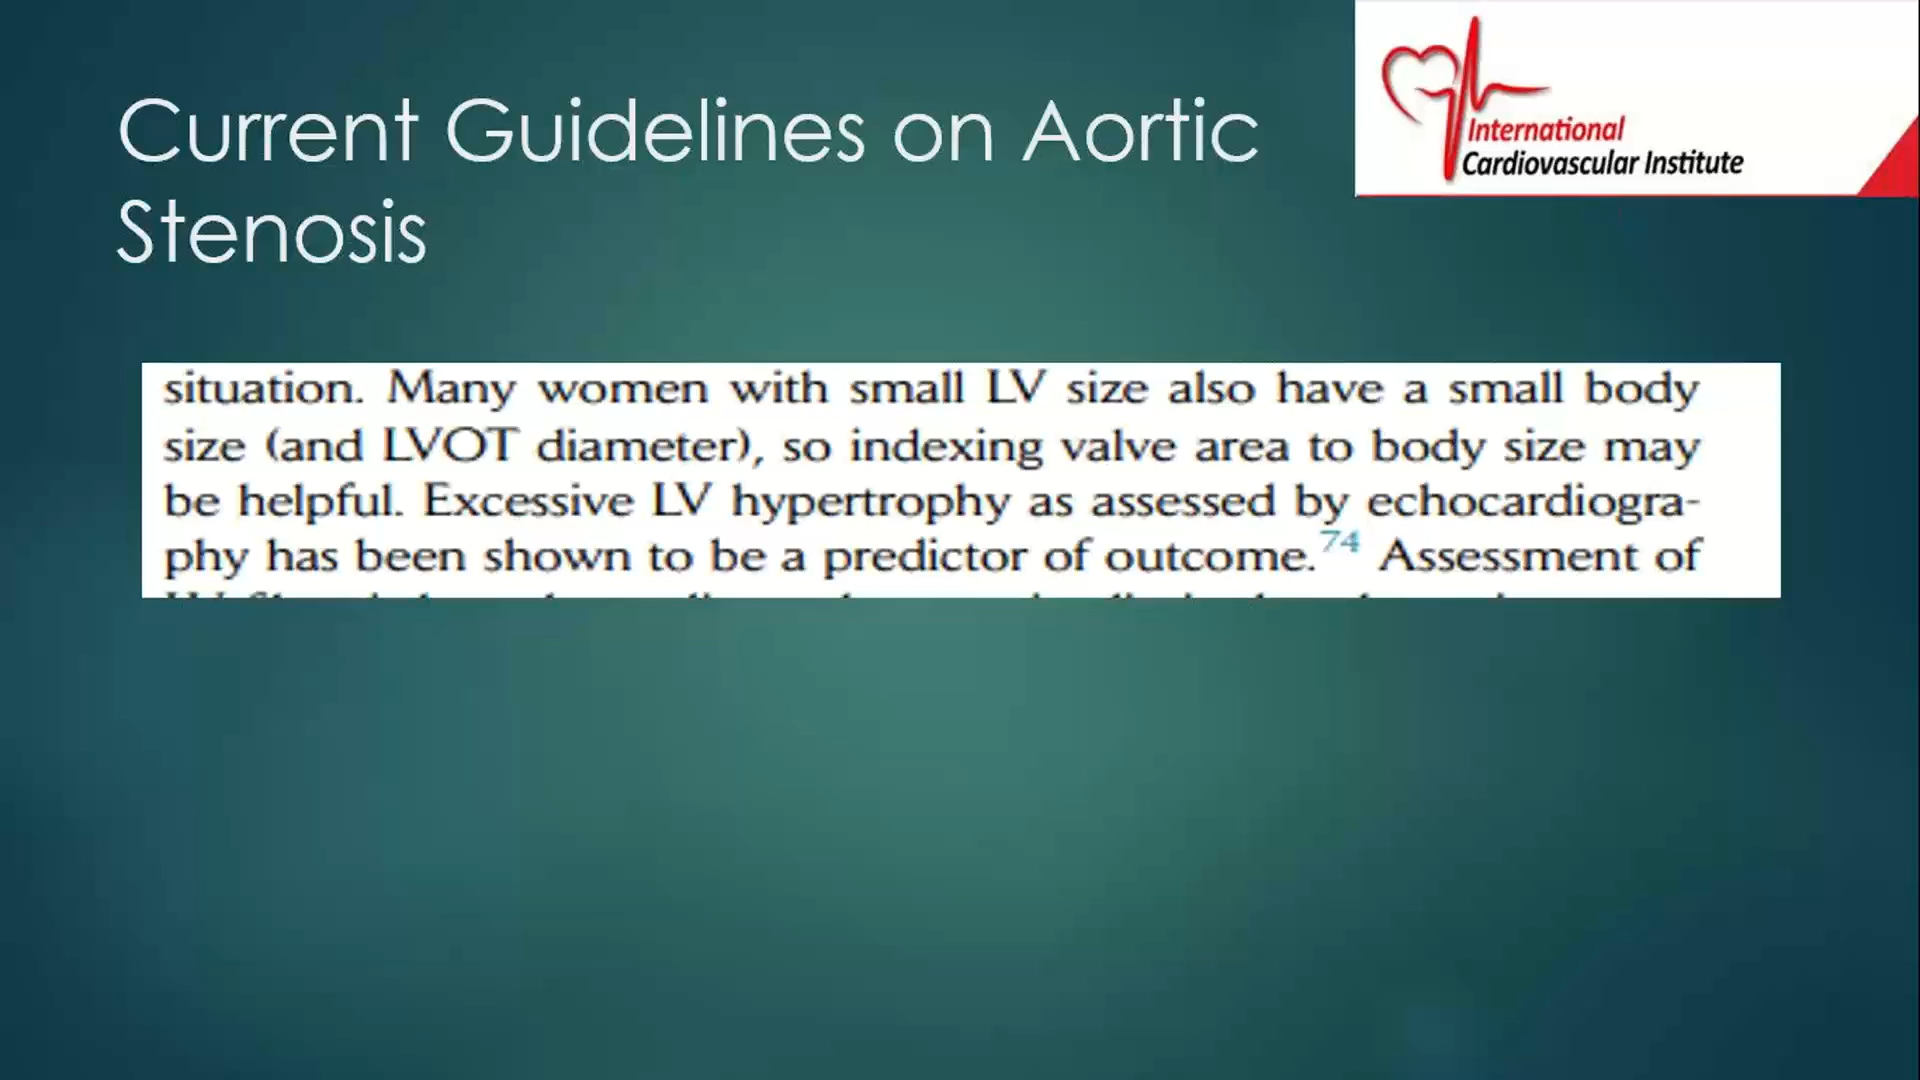 Current Guidelines on Aortic
Stenosis
International
Cardiovascular Institute
situation. Many women with small LV size also have a small body
size (and LVOT diameter), so indexing valve area to body size may
be helpful. Excessive LV hypertrophy as assessed by echocardiogra-
phy has been shown to be a predictor of outcome.74 Assessment of